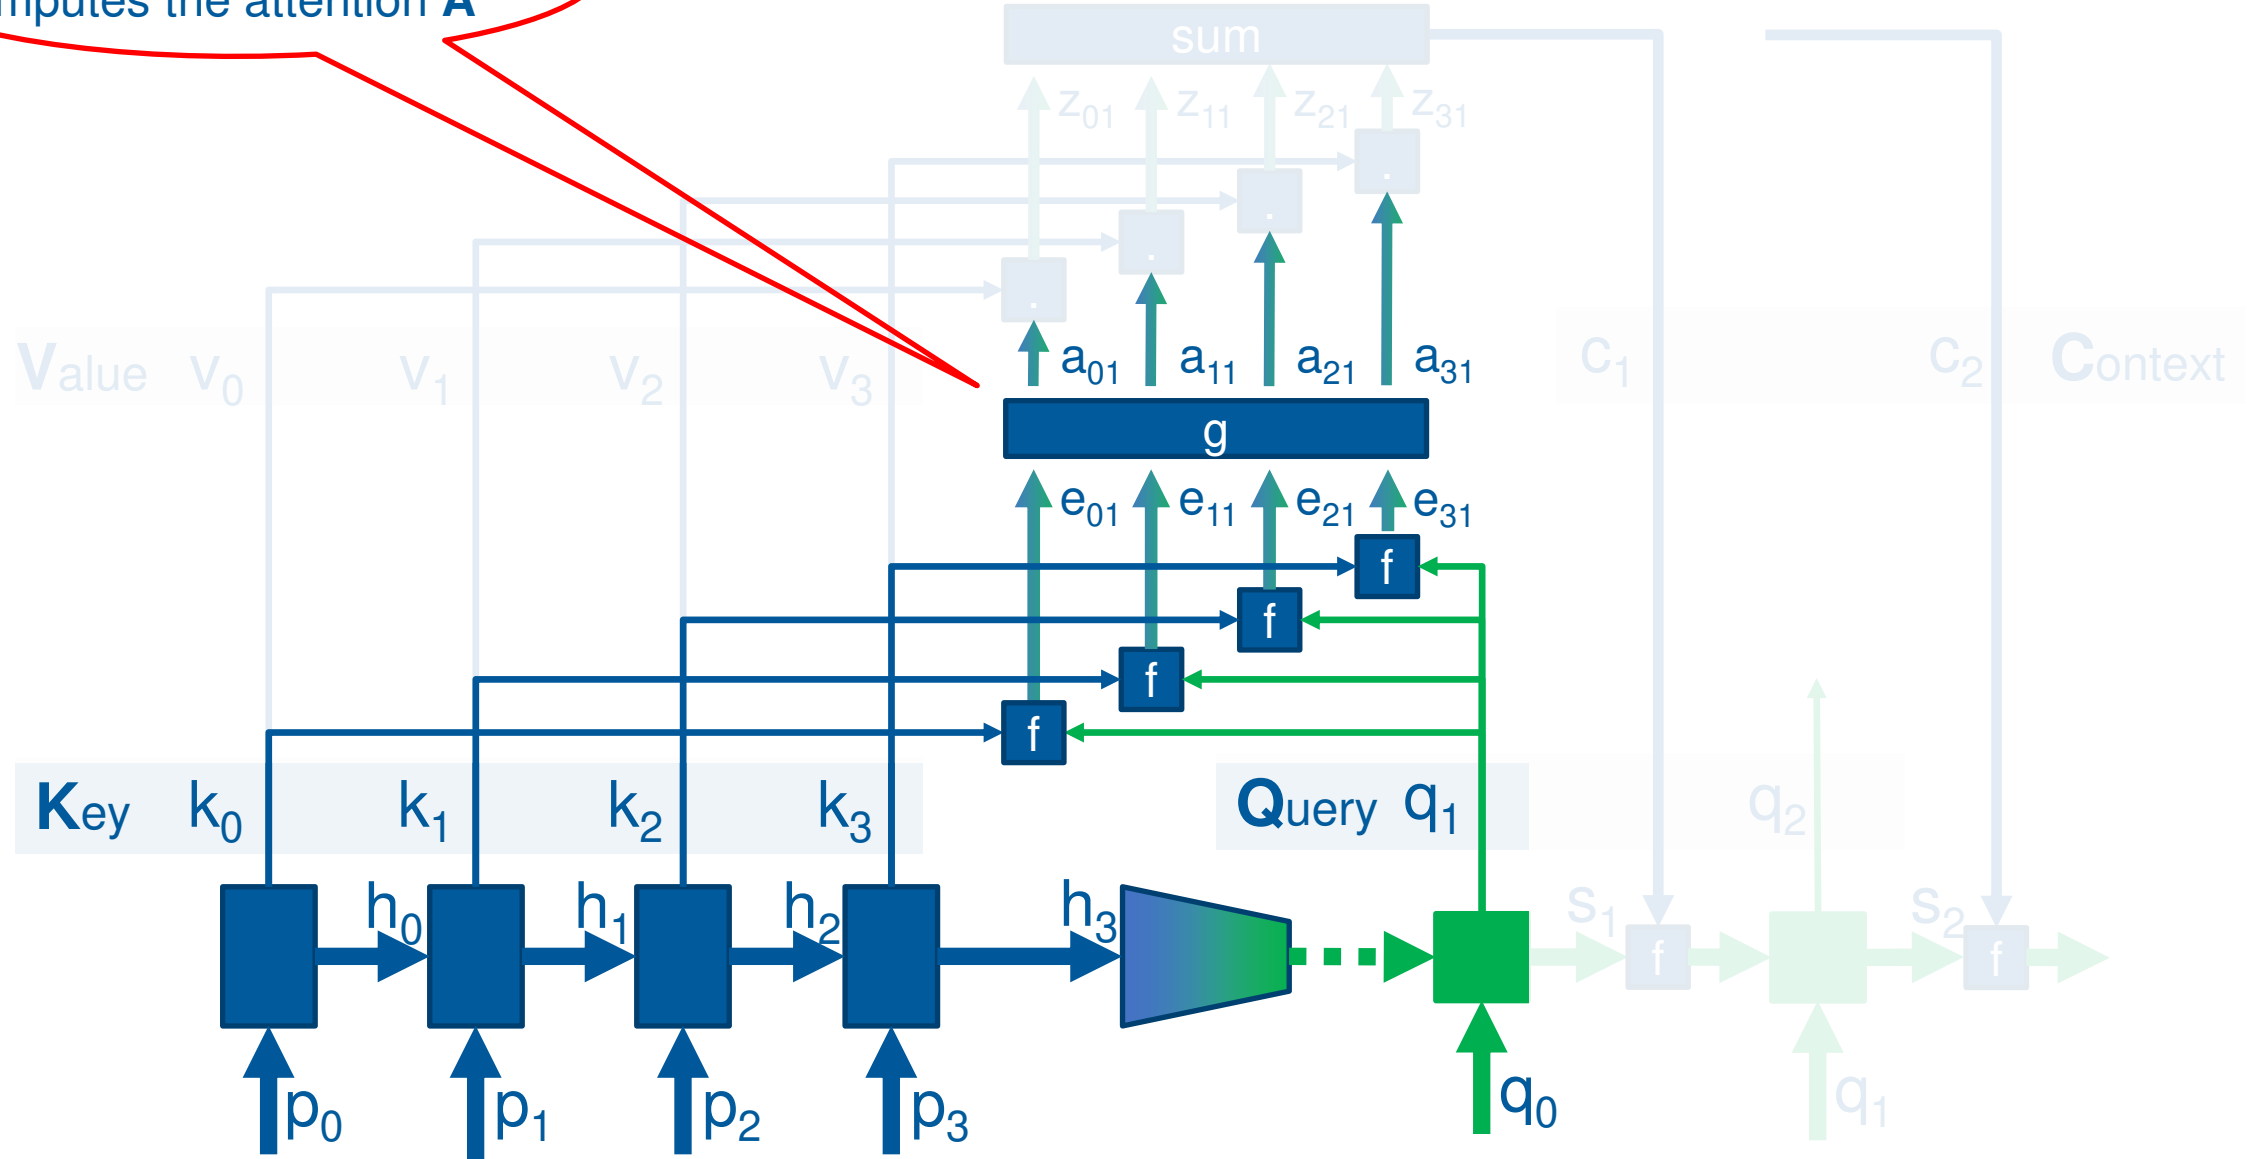 the attention A
sum
z01 z11 z21 z31
. . . .
a01 a11 a21 a31
Value v0 v1 v2 v3 c1 c2 Context
g
e01 e11 e21 e31
f
f
f
f
Key k0 k1 k2 k3 Query q1 q2
h0 h1 h2 h3 s1 s2
f f
p0 p1 p2 p3 q0 q1